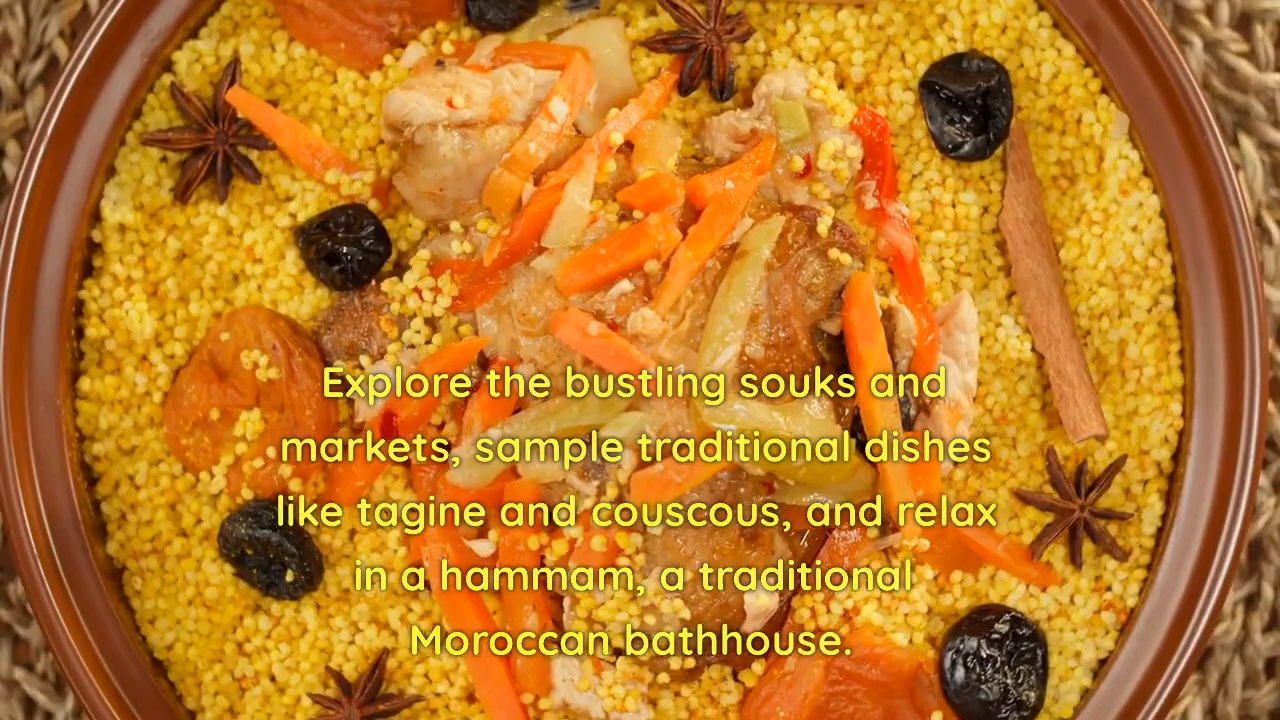 Explore the bustling souks and
markets, sample traditional dishes
like tagine and couscous, and relax
in a hammam, a traditional
Moroccan bathhouse.